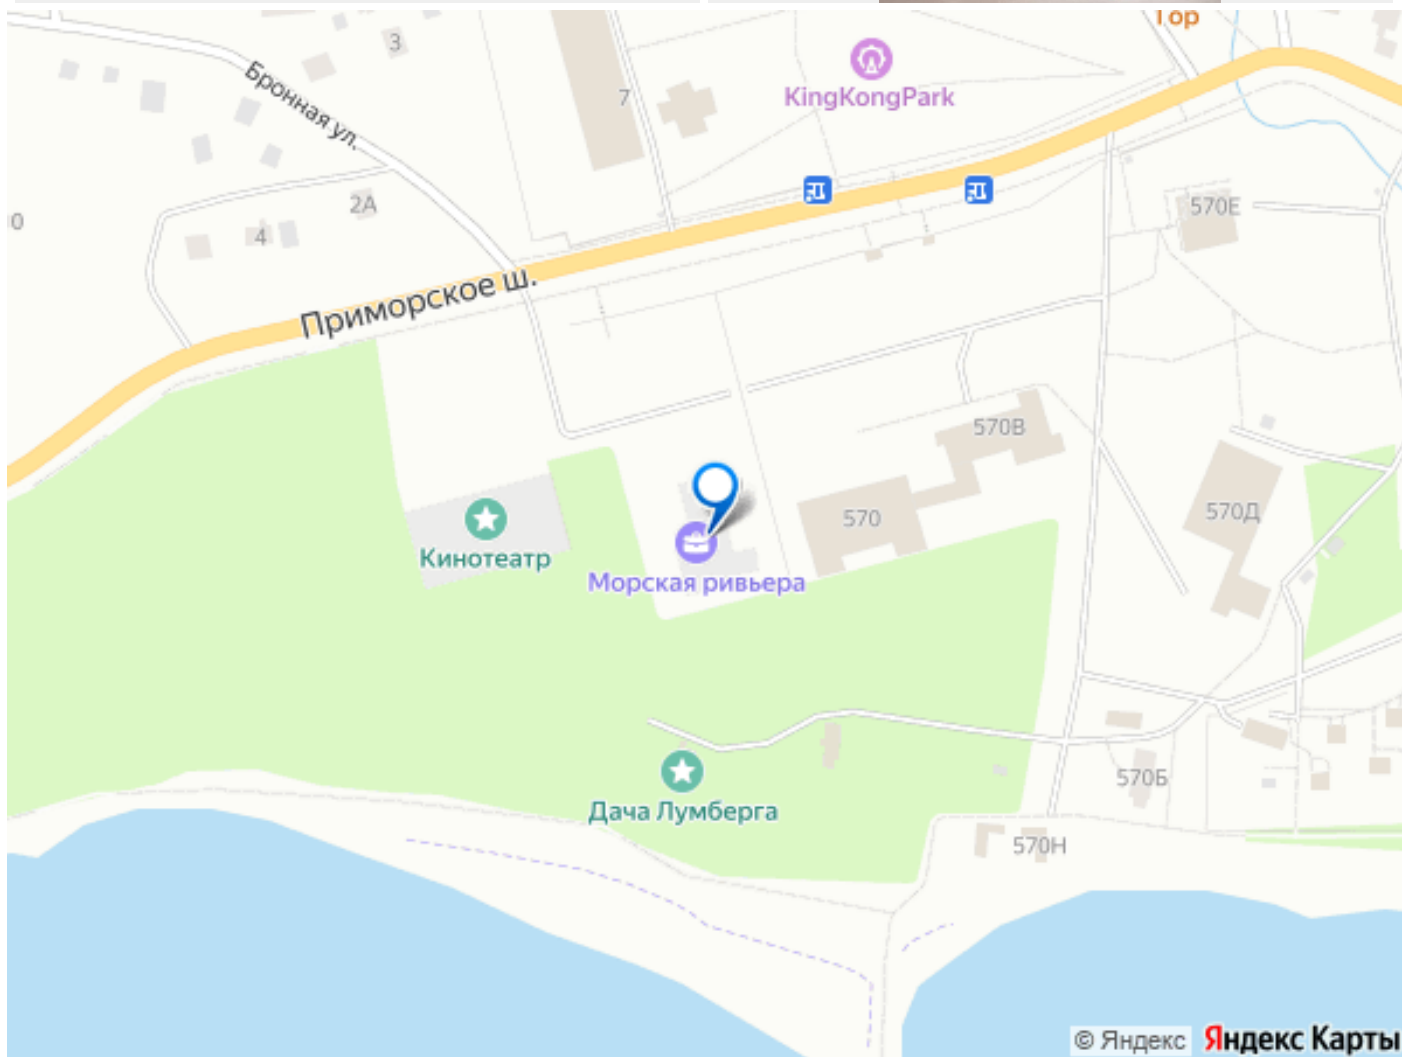 Гор
3
KingKongPark
Бронная ул.
7
2А
570Е
0
4
Приморское ш.
570В
570
570Д
Кинотеатр
Морская ривьера
570Б
Дача Лумберга
570Н
© Яндекс Яндекс Карты